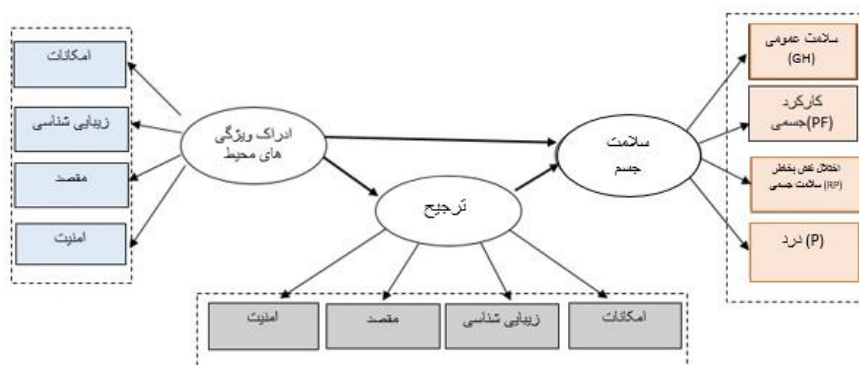 امکانات
زیبایی شناسی
مقصد
امنیت
ادراک ویژگی
های محیط
ترجیح
سلامت
جسم
سلامت عمومی
(GH)
کارکرد
جسمی(PF)
اختلال نقش بخاطر
سلامت جسمی (RP)
درد (P)
امکانات
زیبایی شناسی
مقصد
امنیت